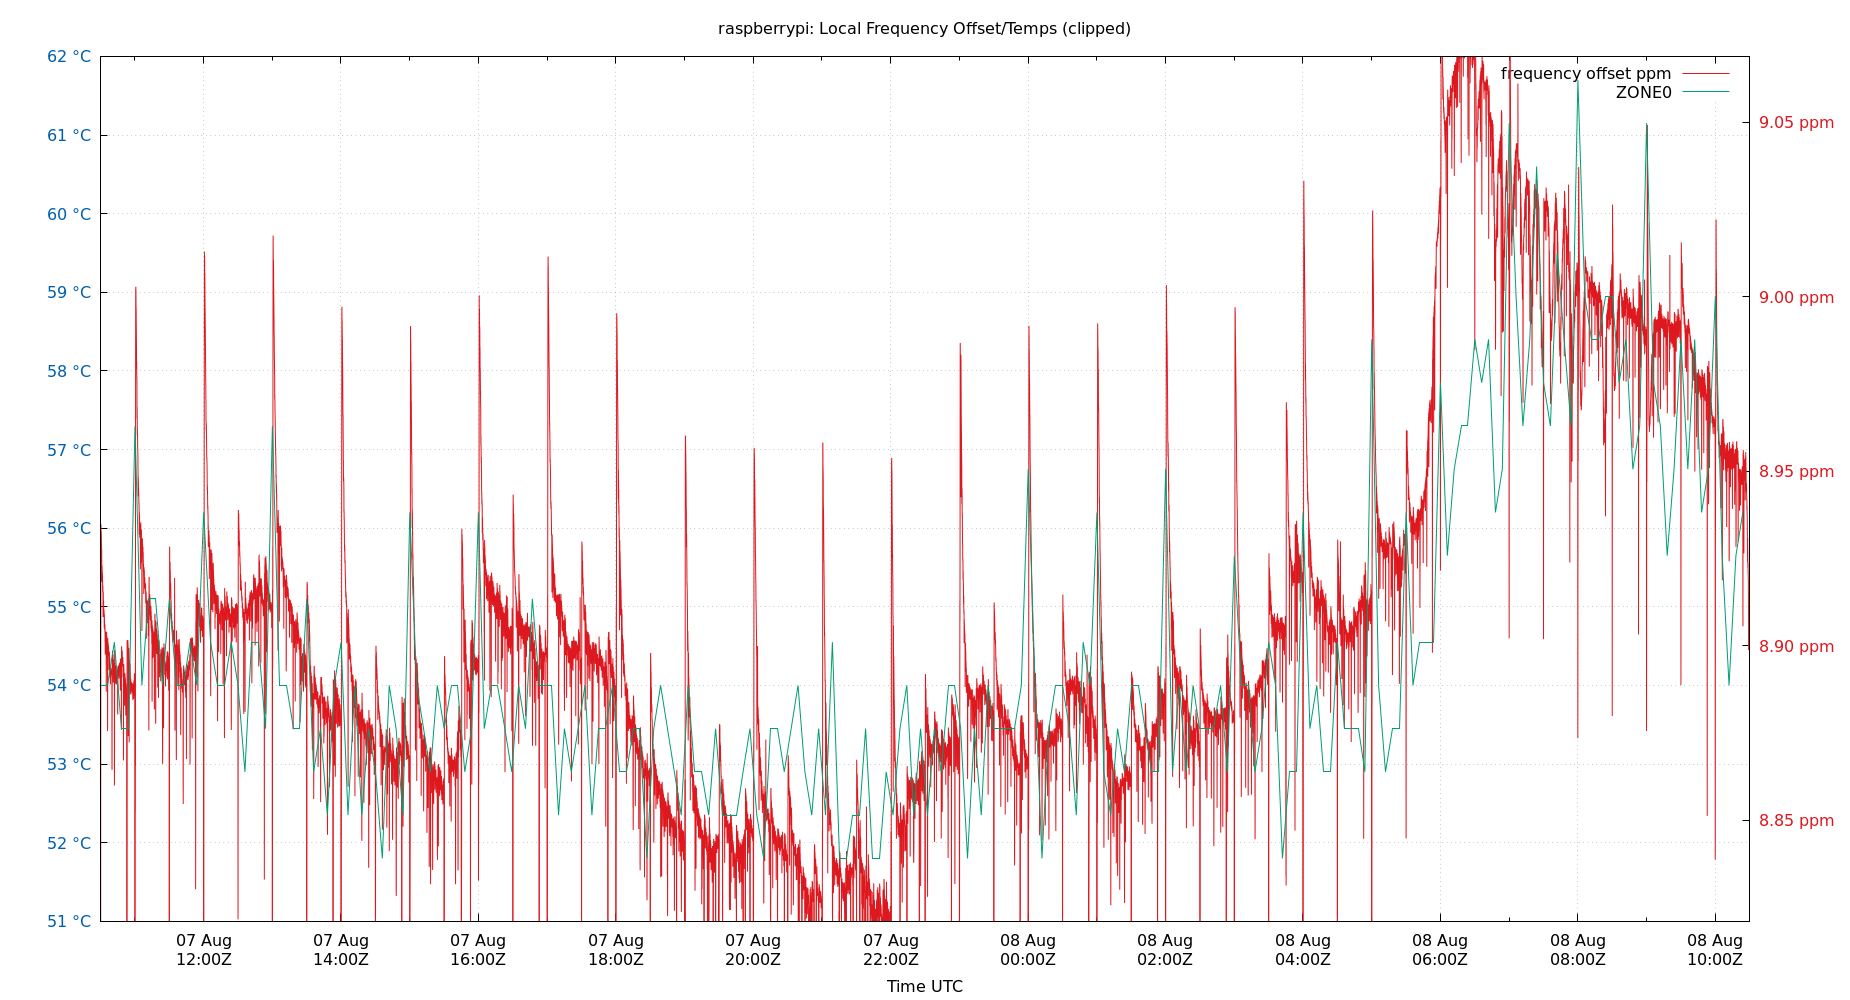 raspberrypi: Local Frequency Offset/Temps (clipped)
62 °C
61 °C
60 °C
59 °C
58 °C
57 °C
56 °C
55 °C
54 °C
53 °C
52 °C
51 °C
frequency offset ppm
ZONE0
9.05 ppm
9.00 ppm
8.95 ppm
8.90 ppm
8.85 ppm
07 Aug
12:00Z
07 Aug
14:00Z
07 Aug
16:00Z
07 Aug
18:00Z
07 Aug
20:00Z
07 Aug
22:00Z
08 Aug
00:00Z
08 Aug
02:00Z
08 Aug
04:00Z
08 Aug
06:00Z
08 Aug
08:00Z
08 Aug
10:00Z
Time UTC